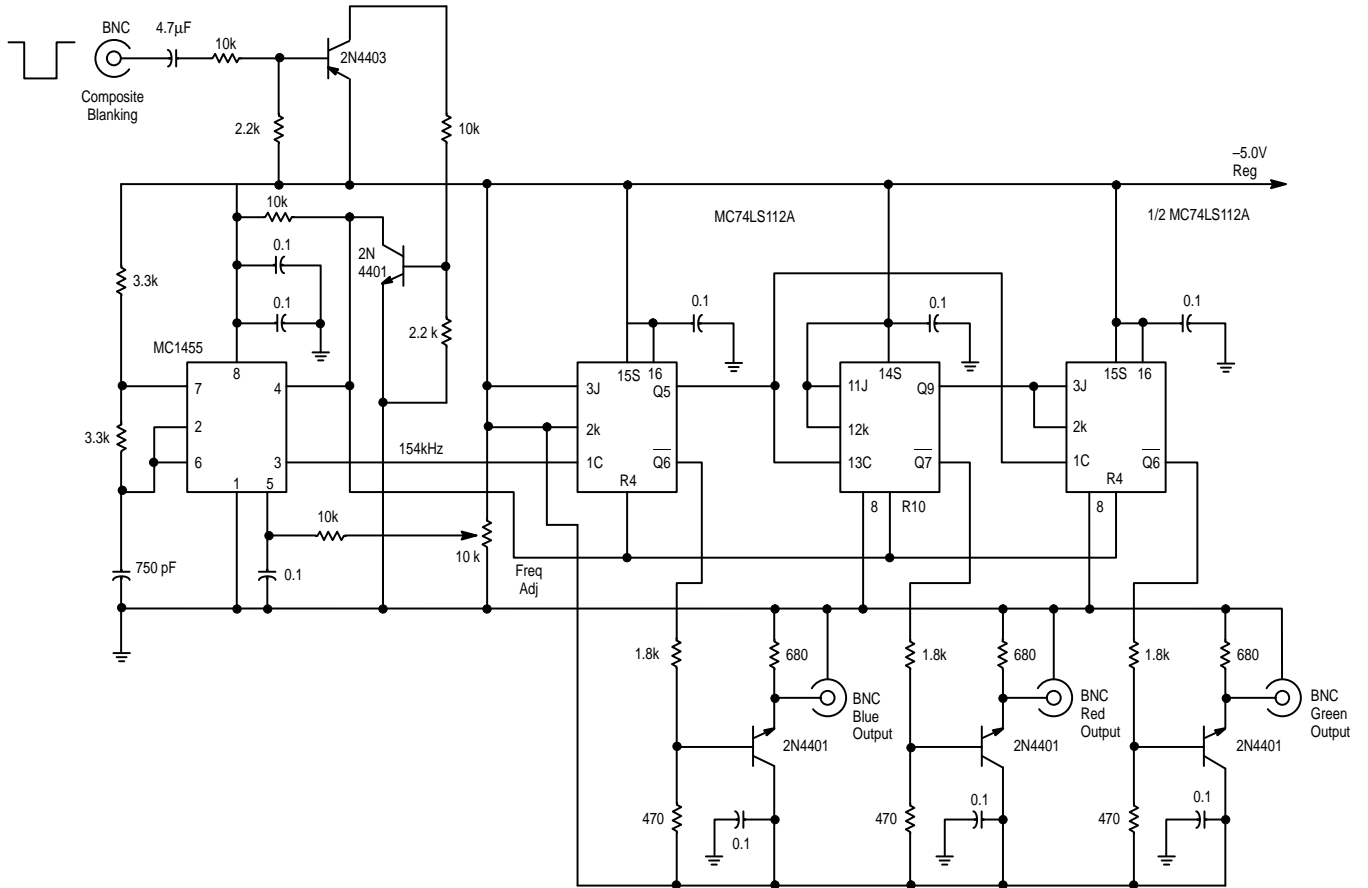 BNC
4.7µF
10k
2N4403
Composite
Blanking
2.2k
10k
–5.0V
Reg
10k
MC74LS112A
1/2 MC74LS112A
0.1
2N
4401
3.3k
0.1
2.2 k
0.1
0.1
0.1
MC1455
8
15S
16
14S
15S
16
7
4
3J
Q5
11J
Q9
3J
3.3k
2
2k
12k
2k
154kHz
6
3
1C
Q6
13C
Q7
1C
Q6
1
5
R4
R4
8
R10
8
10k
10 k
Freq
Adj
750 pF
0.1
1.8k
680
1.8k
680
1.8k
680
BNC
Blue
Output
BNC
Red
Output
BNC
Green
Output
2N4401
2N4401
2N4401
470
0.1
470
0.1
470
0.1